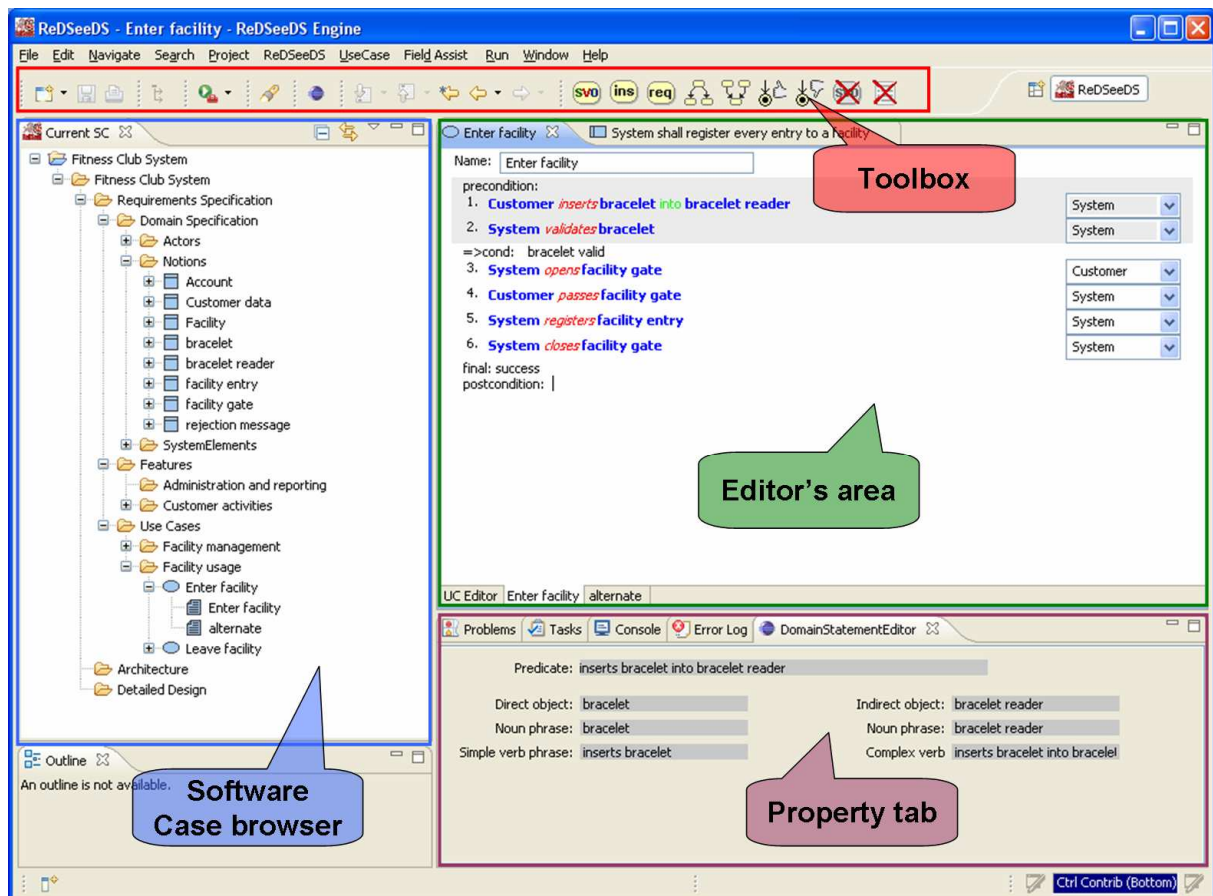 ReDSeeDS - Enter facility - ReDSeeDS Engine
File Edit Navigate Search Project ReDSeeDS UseCase Field Assist Run Window Help
svo ins req ReDSeeDS
Toolbox
Current SC
Fitness Club System
Fitness Club System
Requirements Specification
Domain Specification
Actors
Notions
Account
Customer data
Facility
bracelet
bracelet reader
facility entry
facility gate
rejection message
SystemElements
Features
Administration and reporting
Customer activities
Use Cases
Facility management
Facility usage
Enter facility
Enter facility
alternate
Leave facility
Architecture
Detailed Design
Software
Case browser
Outline
An outline is not available.
Enter facility System shall register every entry to a facility
Name: Enter facility
precondition:
1. Customer inserts bracelet into bracelet reader System
2. System validates bracelet System
=>cond: bracelet valid
3. System opens facility gate Customer
4. Customer passes facility gate System
5. System registers facility entry System
6. System closes facility gate System
final: success
postcondition:
Editor's area
UC Editor Enter facility alternate
Problems Tasks Console Error Log DomainStatementEditor
Predicate: inserts bracelet into bracelet reader
Direct object: bracelet Indirect object: bracelet reader
Noun phrase: bracelet Noun phrase: bracelet reader
Simple verb phrase: inserts bracelet Complex verb inserts bracelet into bracelel
Property tab
Ctrl Contrib (Bottom)